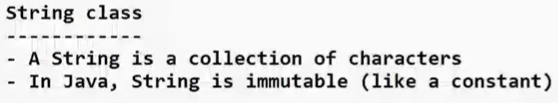 String class
------------
- A String is a collection of characters
- In Java, String is immutable (like a constant)